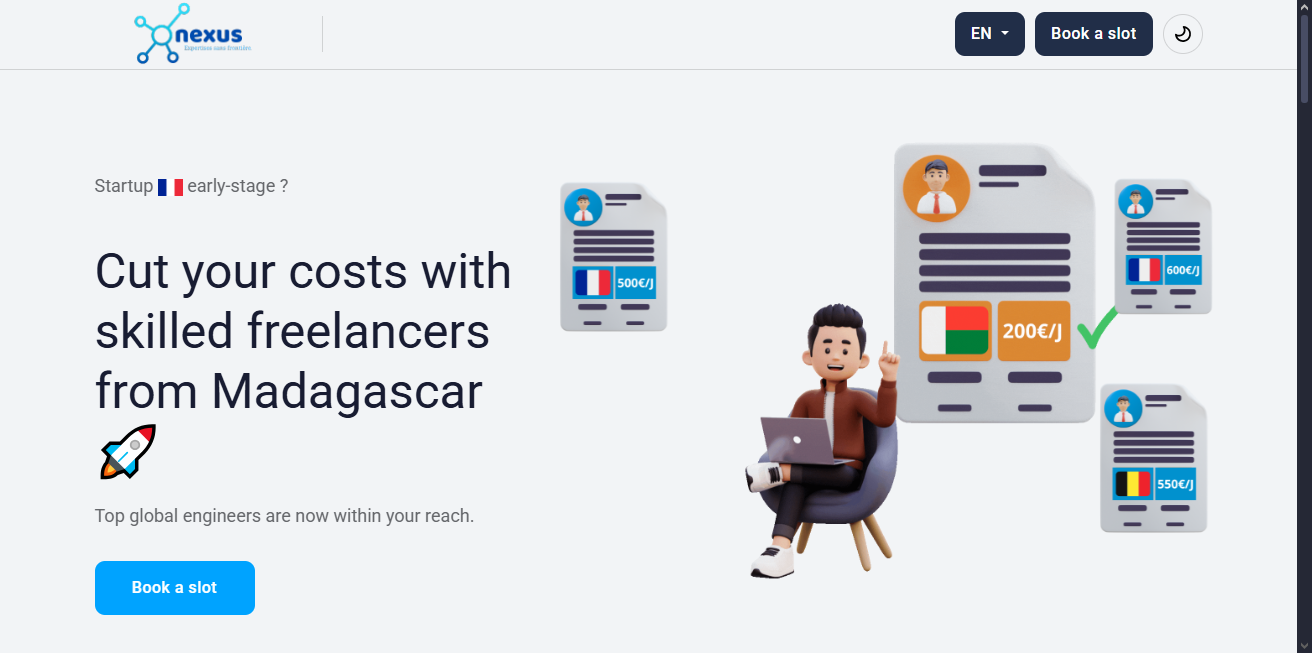 nexus
Expertises sans frontière.
EN
Book a slot
Startup early-stage ?
Cut your costs with
skilled freelancers
from Madagascar
Top global engineers are now within your reach.
Book a slot
500€/J
200€/J
600€/J
550€/J